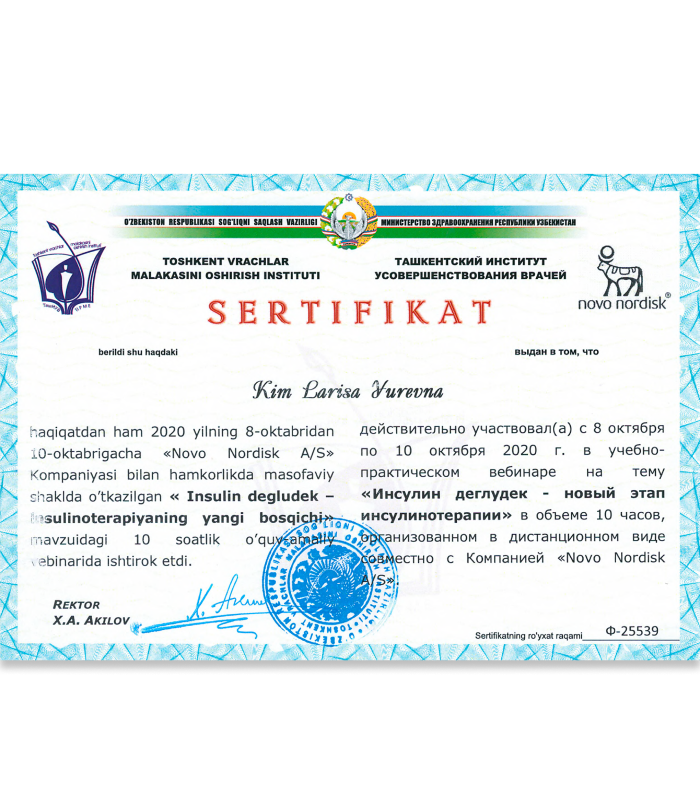 O'ZBEKISTON RESPUBLIKASI SOG'LIQNI SAQLASH VAZIRLIGI
МИНИСТЕРСТВО ЗДРАВООХРАНЕНИЯ РЕСПУБЛИКИ УЗБЕКИСТАН
TOSHKENT VRACHLAR
MALAKASINI OSHIRISH INSTITUTI
ТАШКЕНТСКИЙ ИНСТИТУТ
УСОВЕРШЕНСТВОВАНИЯ ВРАЧЕЙ
novo nordisk®
SERTIFIKAT
berildi shu haqdaki
выдан в том, что
Kim Larisa Yurevna
haqiqatdan ham 2020 yilning 8-oktabridan
10-oktabrigacha «Novo Nordisk A/S»
Kompaniyasi bilan hamkorlikda masofaviy
shaklda o’tkazilgan « Insulin degludek –
insulinoterapiyaning yangi bosqichi»
mavzuidagi 10 soatlik o’quv-amaliy
vebinarida ishtirok etdi.
действительно участвовал(а) с 8 октября
по 10 октября 2020 г. в учебно-
практическом вебинаре на тему
«Инсулин деглудек - новый этап
инсулинотерапии» в объеме 10 часов,
организованном в дистанционном виде
совместно с Компанией «Novo Nordisk
A/S».
REKTOR
X.A. AKILOV
Sertifikatning ro'yxat raqami Ф-25539